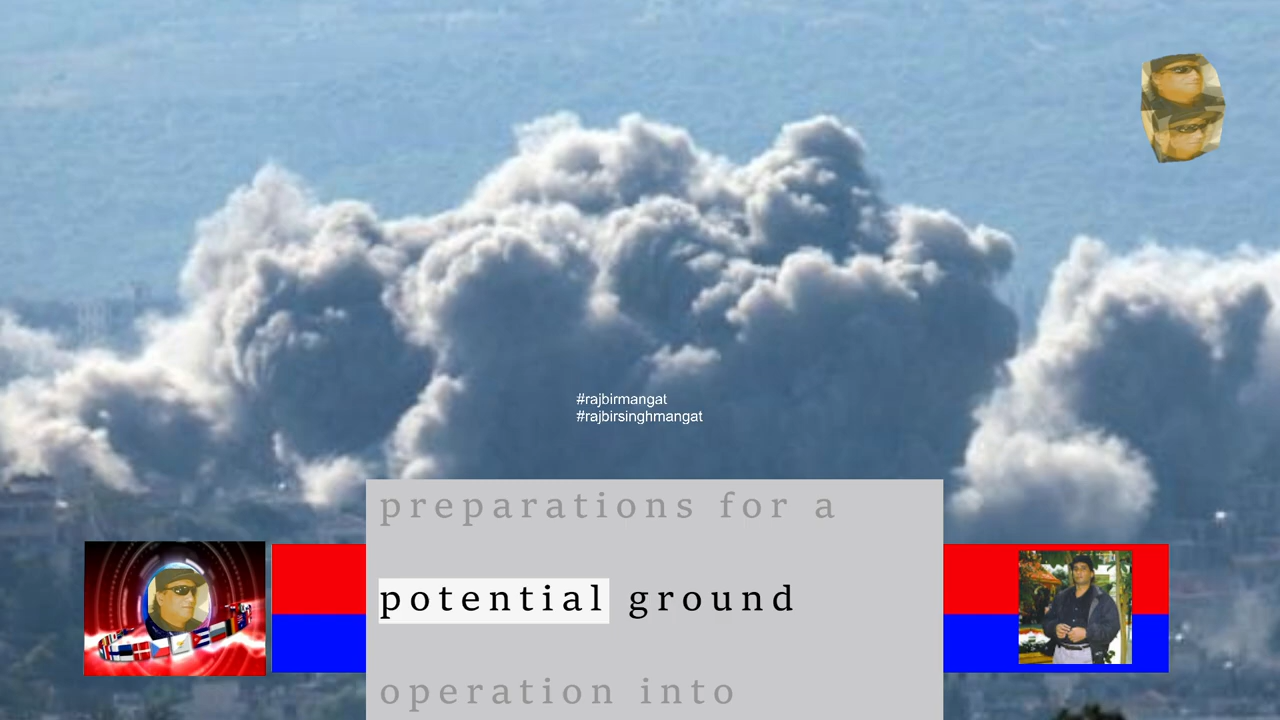 #rajbirmangat
#rajbirsinghmangat
preparations for a
potential ground
operation into